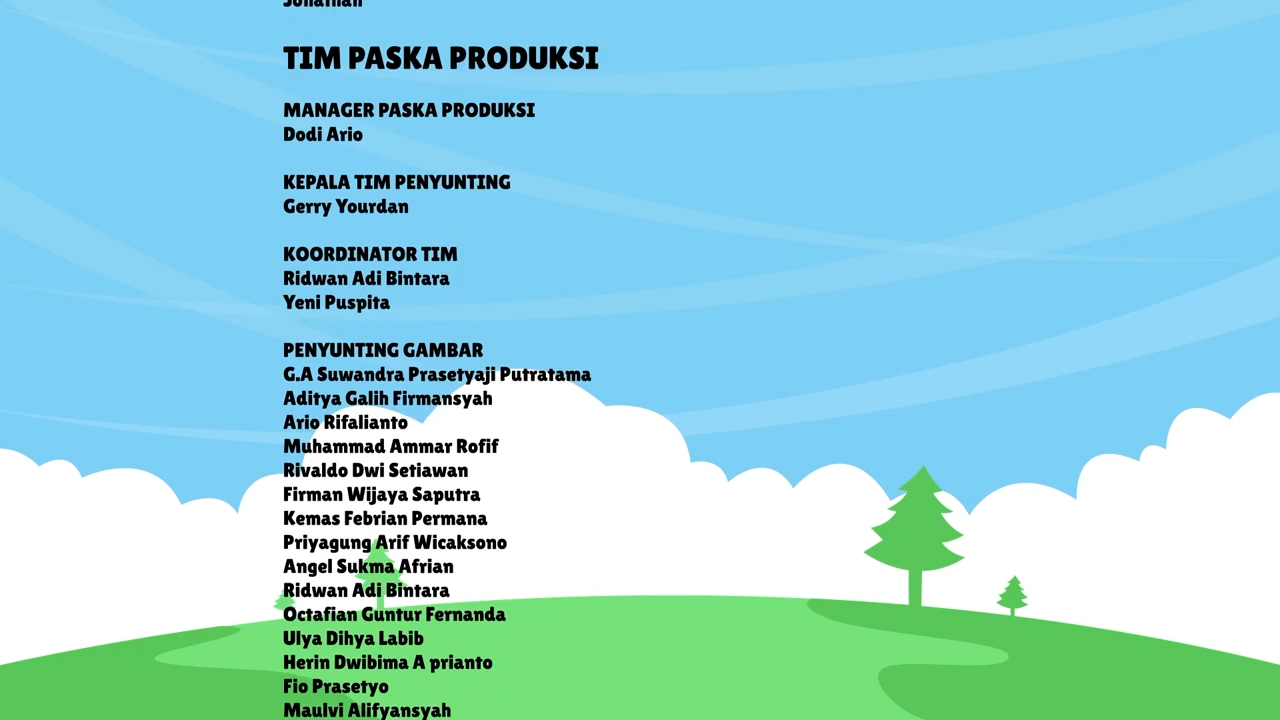 Jonathan
TIM PASKA PRODUKSI
MANAGER PASKA PRODUKSI
Dodi Ario
KEPALA TIM PENYUNTING
Gerry Yourdan
KOORDINATOR TIM
Ridwan Adi Bintara
Yeni Puspita
PENYUNTING GAMBAR
G.A Suwandra Prasetyaji Putratama
Aditya Galih Firmansyah
Ario Rifalianto
Muhammad Ammar Rofif
Rivaldo Dwi Setiawan
Firman Wijaya Saputra
Kemas Febrian Permana
Priyagung Arif Wicaksono
Angel Sukma Afrian
Ridwan Adi Bintara
Octafian Guntur Fernanda
Ulya Dihya Labib
Herin Dwibima A prianto
Fio Prasetyo
Maulvi Alifyansyah